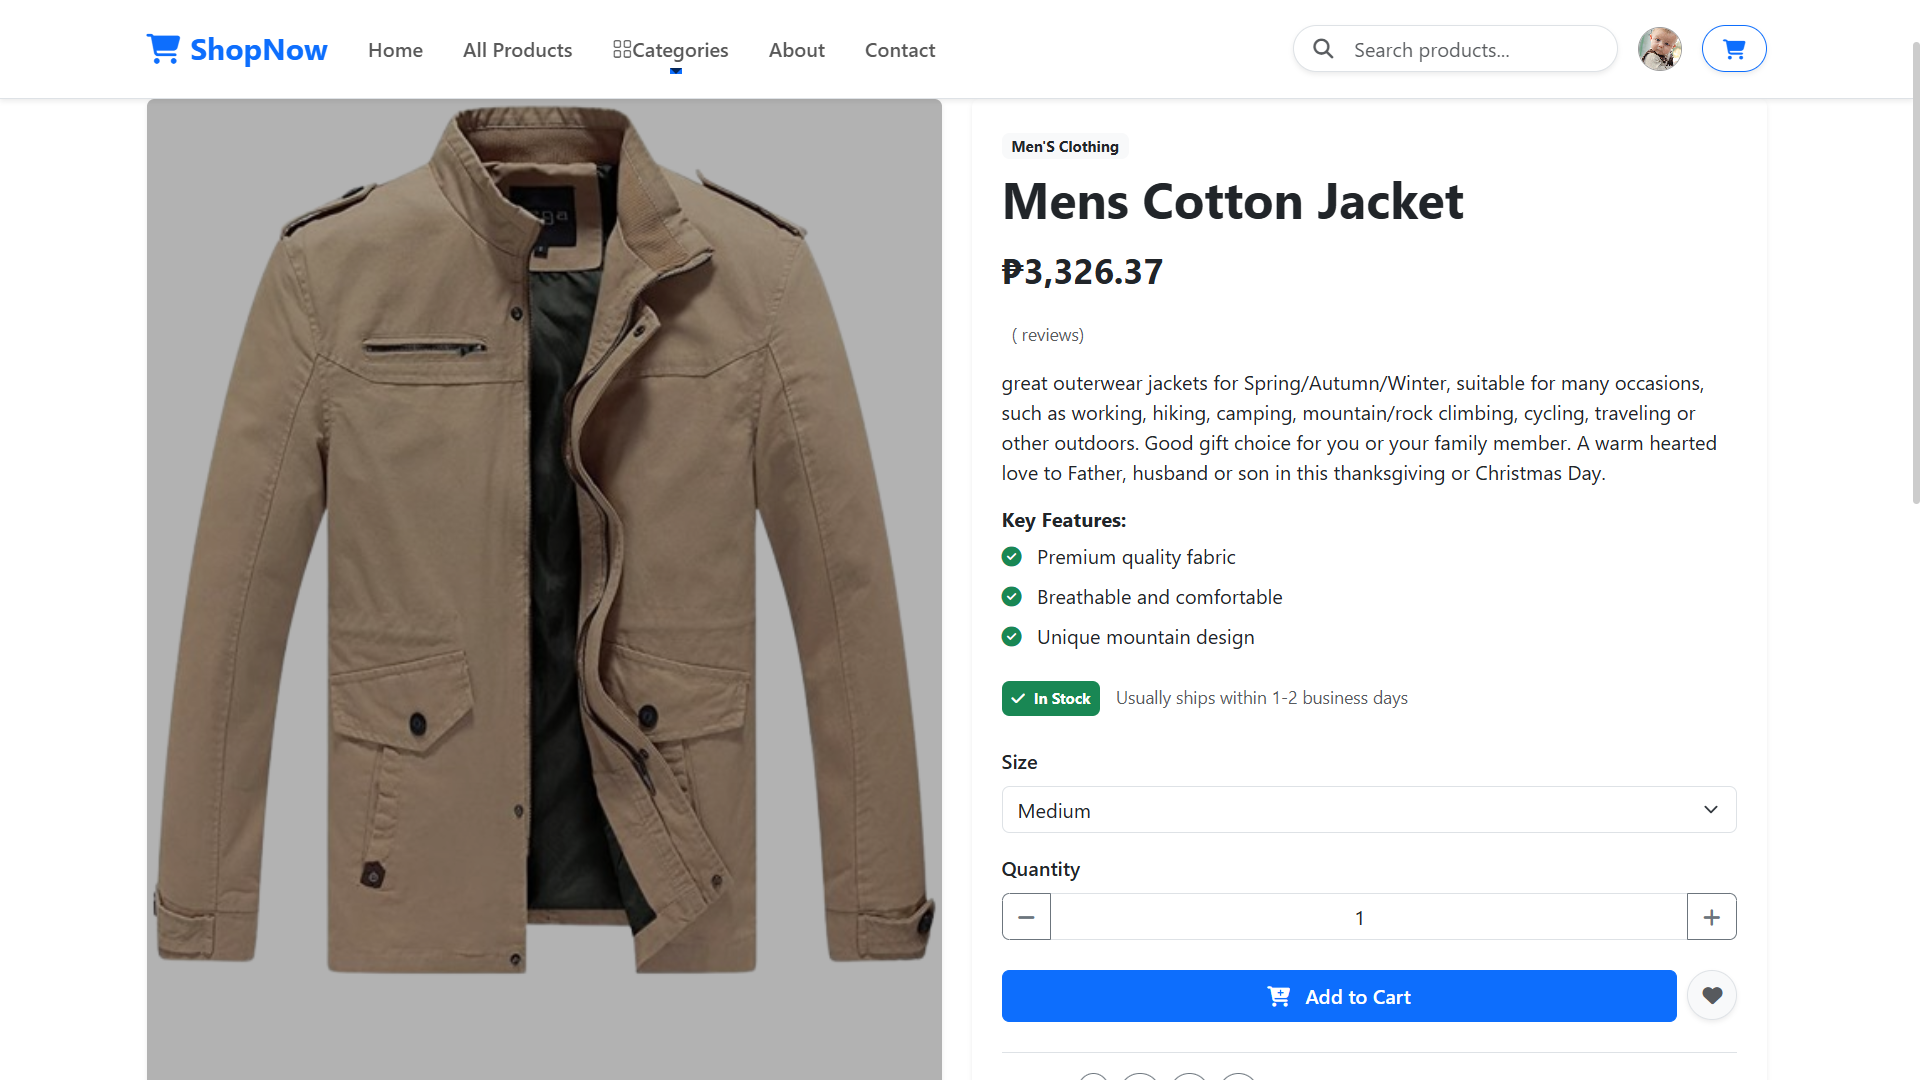 ShopNow
Home
All Products
Categories
About
Contact
Search products...
Men'S Clothing
Mens Cotton Jacket
₱3,326.37
( reviews)
great outerwear jackets for Spring/Autumn/Winter, suitable for many occasions,
such as working, hiking, camping, mountain/rock climbing, cycling, traveling or
other outdoors. Good gift choice for you or your family member. A warm hearted
love to Father, husband or son in this thanksgiving or Christmas Day.
Key Features:
Premium quality fabric
Breathable and comfortable
Unique mountain design
In Stock
Usually ships within 1-2 business days
Size
Medium
Quantity
1
Add to Cart